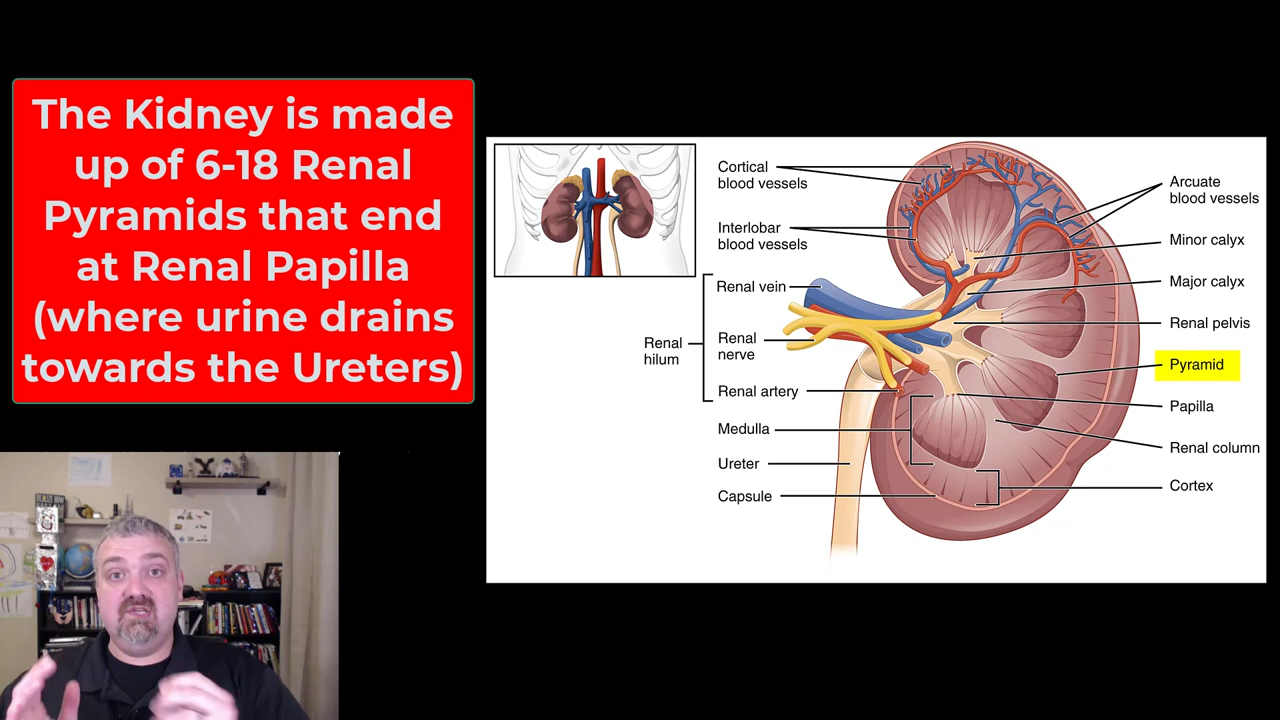 The Kidney is made
up of 6-18 Renal
Pyramids that end
at Renal Papilla
(where urine drains
towards the Ureters)
Cortical
blood vessels
Interlobar
blood vessels
Renal vein
Renal
hilum
Renal
nerve
Renal artery
Medulla
Ureter
Capsule
Arcuate
blood vessels
Minor calyx
Major calyx
Renal pelvis
Pyramid
Papilla
Renal column
Cortex